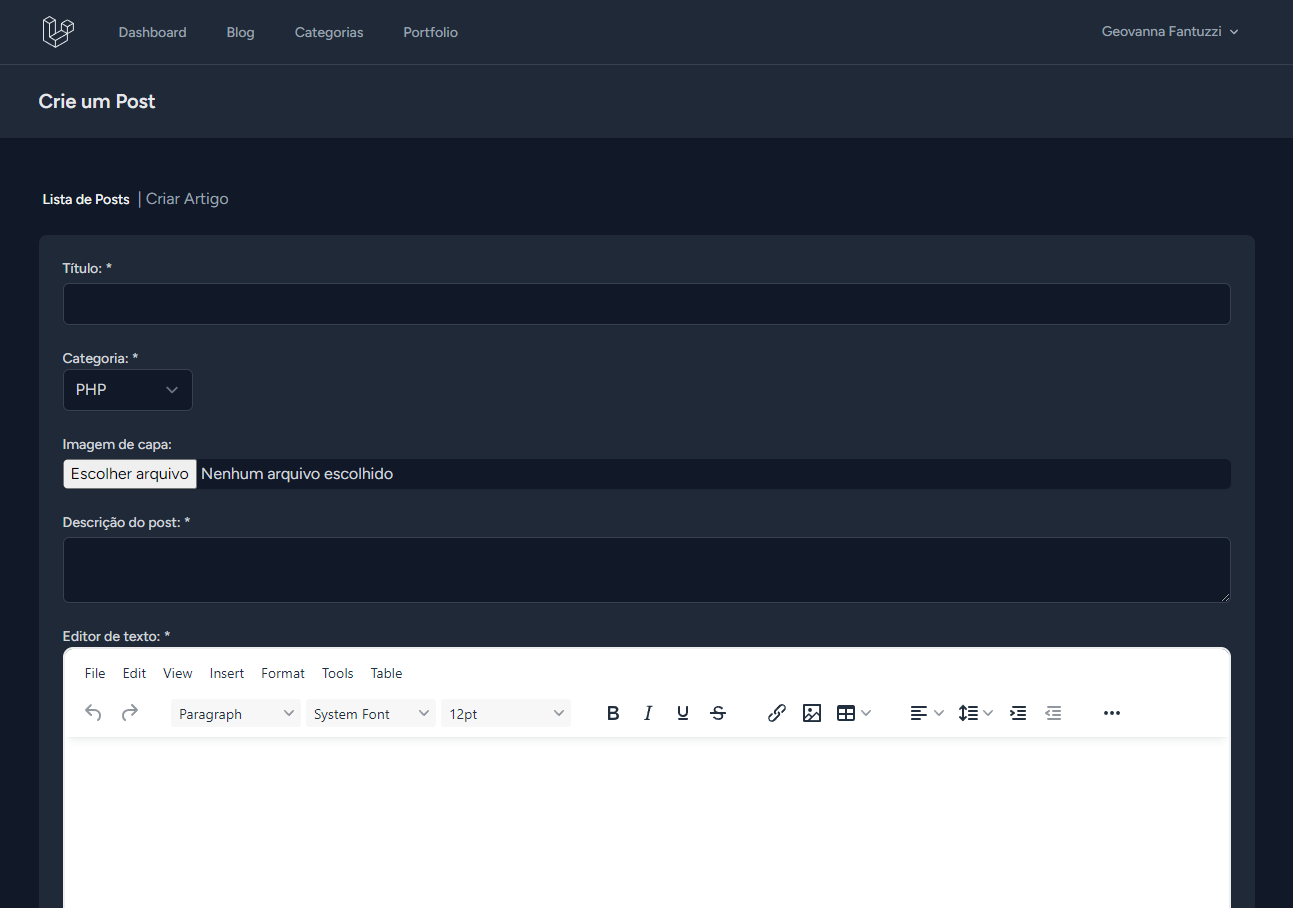 Dashboard Blog Categorias Portfolio Geovanna Fantuzzi
Crie um Post
Lista de Posts | Criar Artigo
Título: *
Categoria: *
PHP
Imagem de capa:
Escolher arquivo Nenhum arquivo escolhido
Descrição do post: *
Editor de texto: *
File Edit View Insert Format Tools Table
Paragraph System Font 12pt B I U S